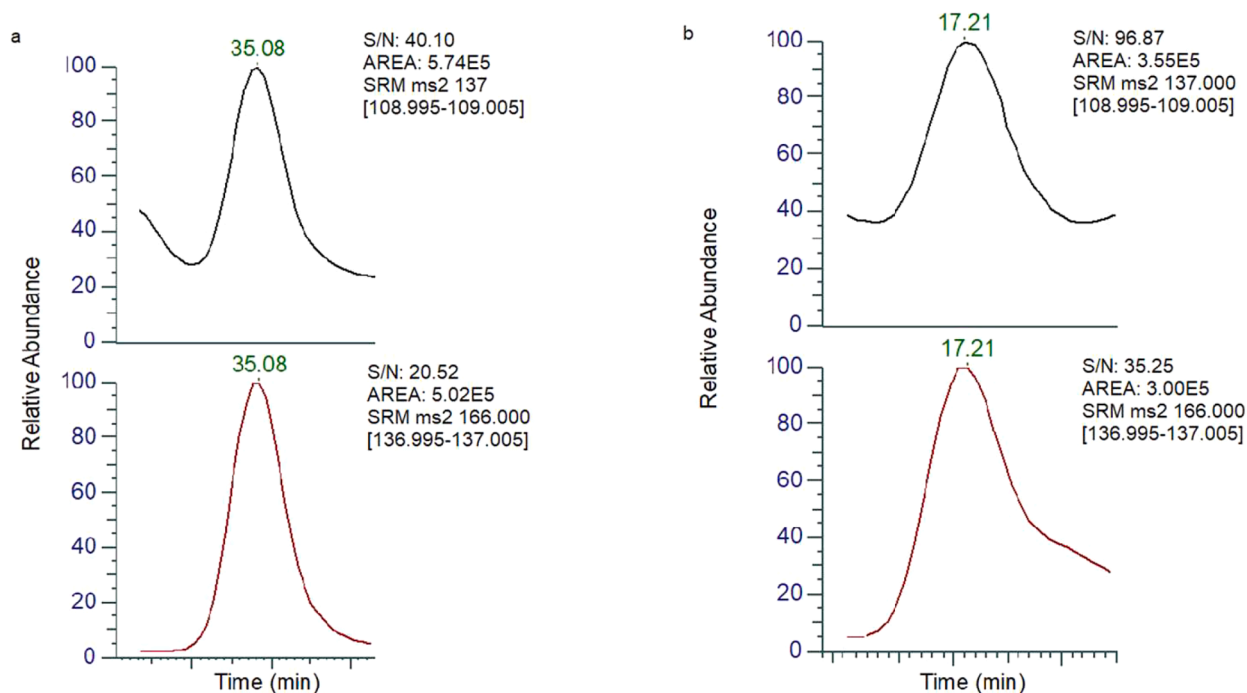 a
35.08
S/N: 40.10
AREA: 5.74E5
SRM ms2 137
[108.995-109.005]
100
80
60
40
20
0
35.08
S/N: 20.52
AREA: 5.02E5
SRM ms2 166.000
[136.995-137.005]
100
80
60
40
20
0
Relative Abundance
Time (min)
b
17.21
S/N: 96.87
AREA: 3.55E5
SRM ms2 137.000
[108.995-109.005]
100
80
60
40
20
0
17.21
S/N: 35.25
AREA: 3.00E5
SRM ms2 166.000
[136.995-137.005]
100
80
60
40
20
0
Relative Abundance
Time (min)